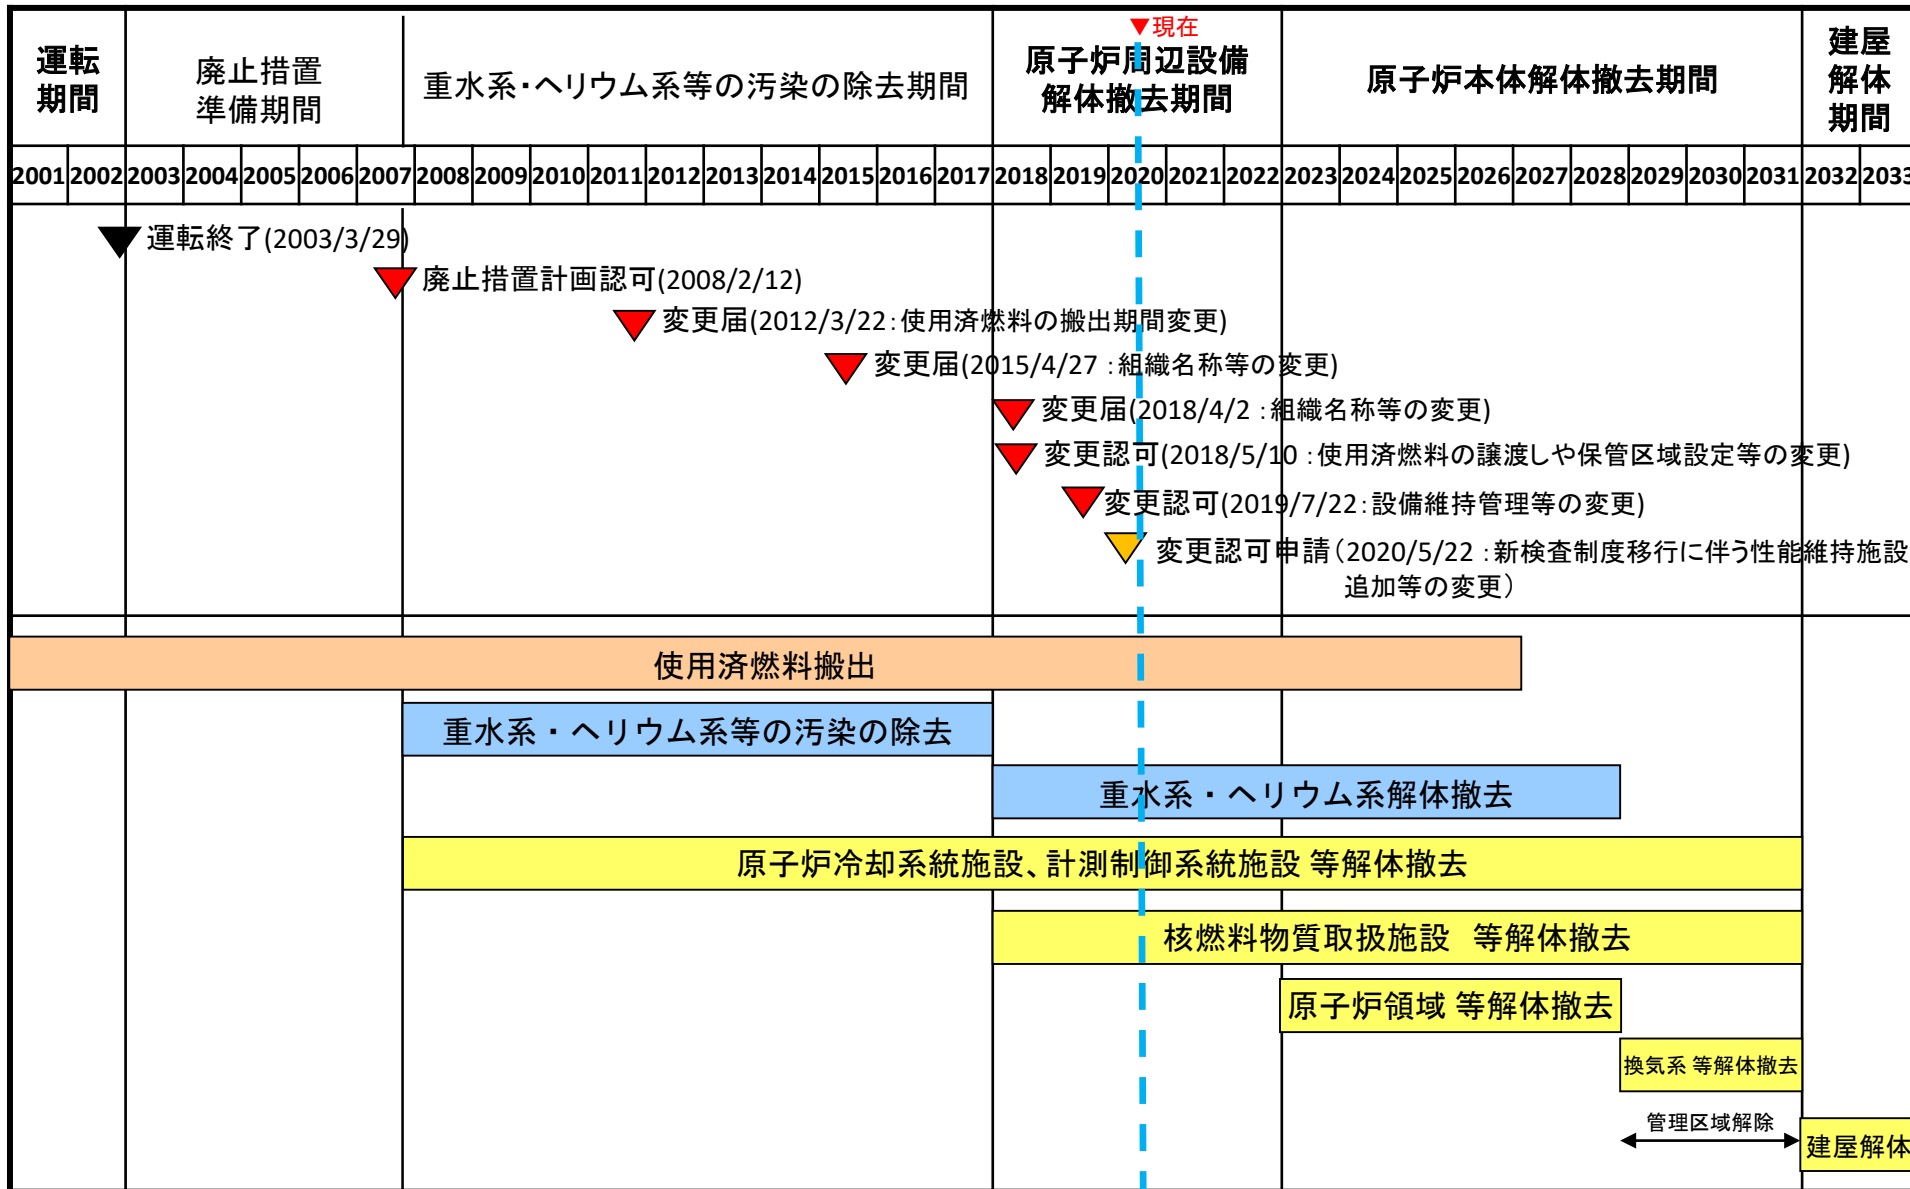 ▼現在
運転
期間
廃止措置
準備期間
重水系・ヘリウム系等の汚染の除去期間
原子炉周辺設備
解体撤去期間
原子炉本体解体撤去期間
建屋
解体
期間
2001 2002 2003 2004 2005 2006 2007 2008 2009 2010 2011 2012 2013 2014 2015 2016 2017 2018 2019 2020 2021 2022 2023 2024 2025 2026 2027 2028 2029 2030 2031 2032 2033
運転終了(2003/3/29)
廃止措置計画認可(2008/2/12)
変更届(2012/3/22：使用済燃料の搬出期間変更)
変更届(2015/4/27：組織名称等の変更)
変更届(2018/4/2：組織名称等の変更)
変更認可(2018/5/10：使用済燃料の譲渡しや保管区域設定等の変更)
変更認可(2019/7/22：設備維持管理等の変更)
変更認可申請（2020/5/22：新検査制度移行に伴う性能維持施設
追加等の変更）
使用済燃料搬出
重水系・ヘリウム系等の汚染の除去
重水系・ヘリウム系解体撤去
原子炉冷却系統施設、計測制御系統施設 等解体撤去
核燃料物質取扱施設　等解体撤去
原子炉領域 等解体撤去
換気系 等解体撤去
管理区域解除
建屋解体